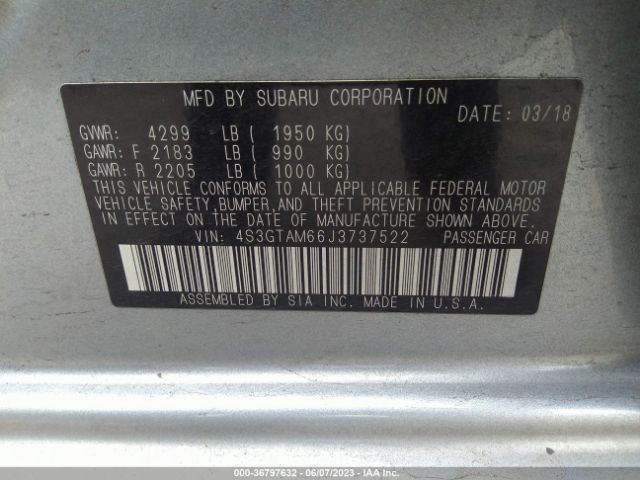 MFD BY SUBARU CORPORATION
DATE: 03/18
GVWR: 4299 LB ( 1950 KG)
GAWR: F 2183 LB ( 990 KG)
GAWR: R 2205 LB ( 1000 KG)
THIS VEHICLE CONFORMS TO ALL APPLICABLE FEDERAL MOTOR
VEHICLE SAFETY, BUMPER, AND THEFT PREVENTION STANDARDS
IN EFFECT ON THE DATE OF MANUFACTURE SHOWN ABOVE.
VIN: 4S3GTAM66J3737522 PASSENGER CAR
ASSEMBLED BY SIA INC. MADE IN U.S.A.
000-36797632 - 06/07/2023 - IAA Inc.